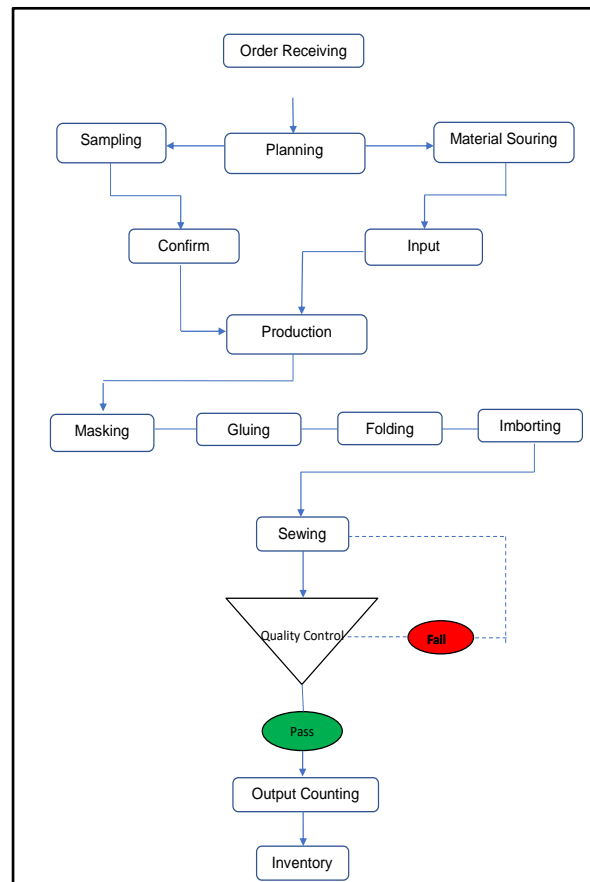 Order Receiving
Sampling
Planning
Material Souring
Confirm
Input
Production
Masking
Gluing
Folding
Imborting
Sewing
Quality Control
Fail
Pass
Output Counting
Inventory